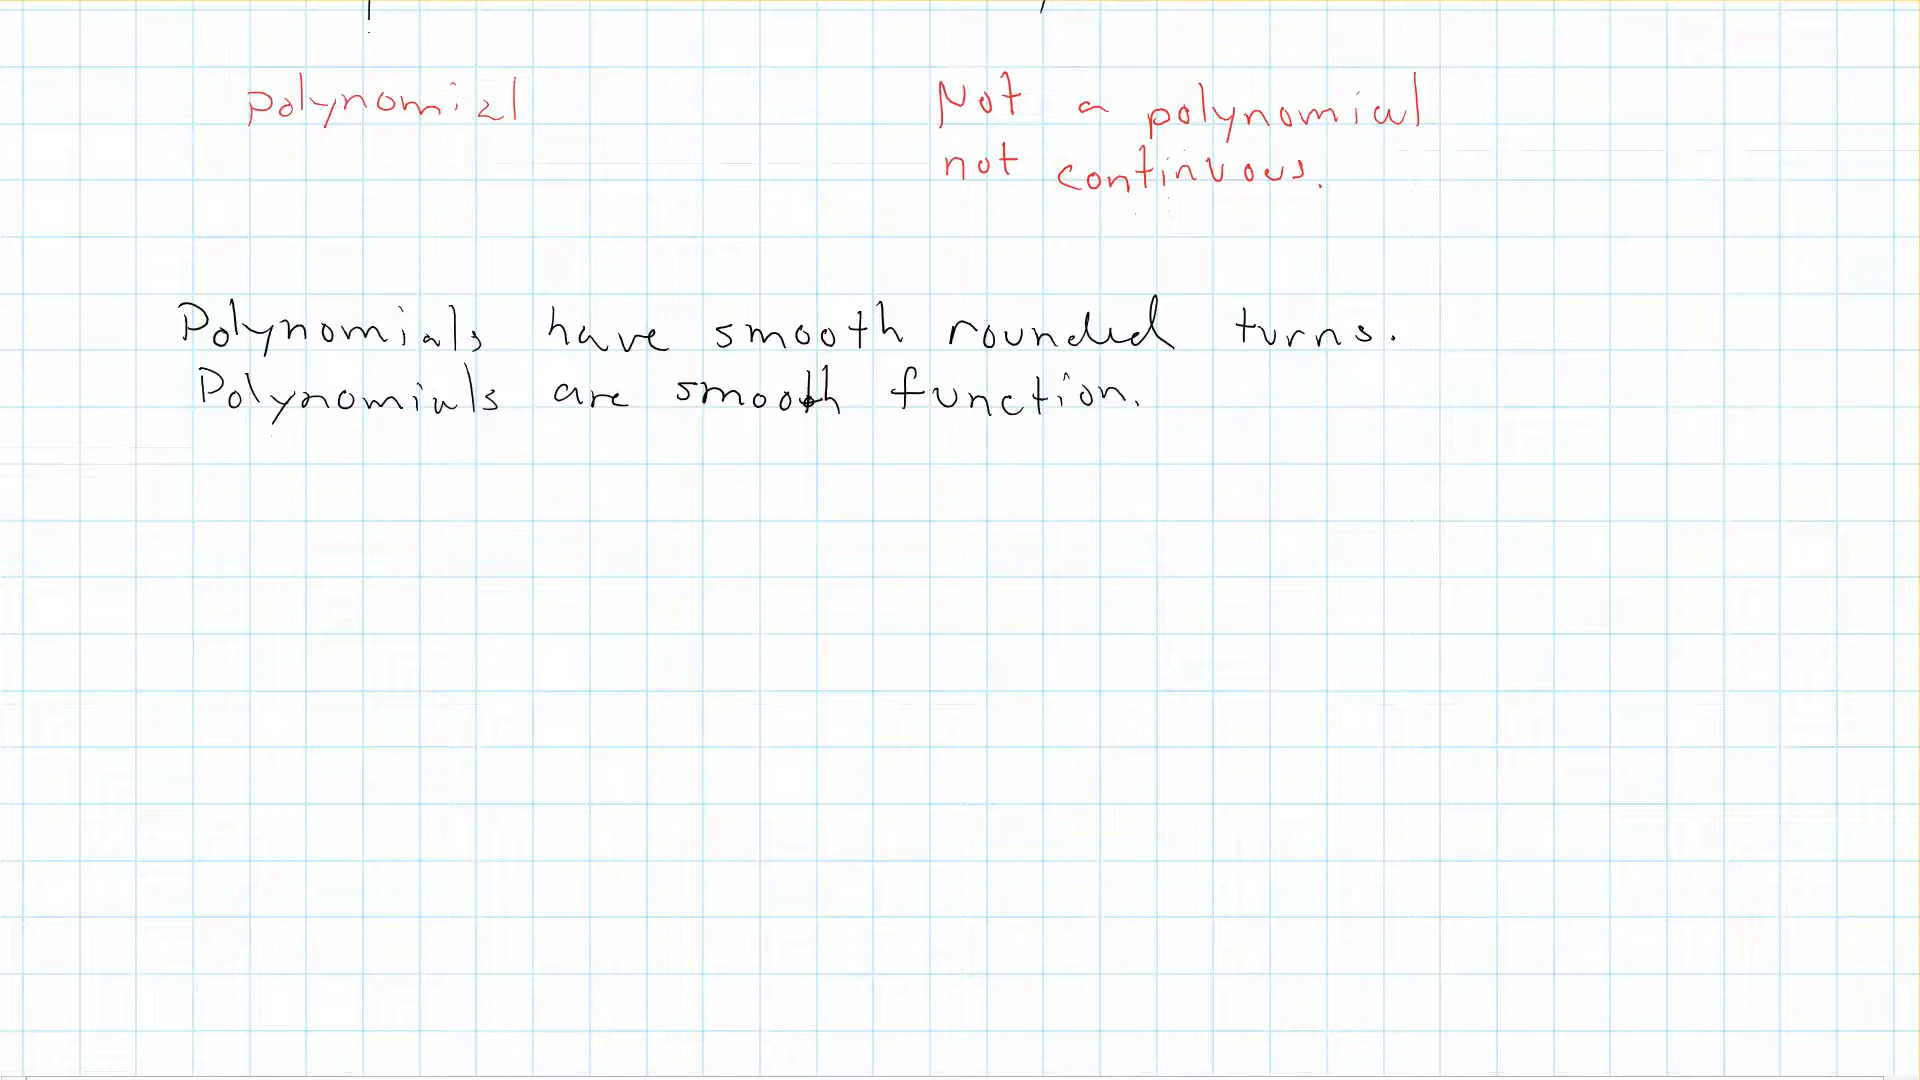 polynomial
Not a polynomial
not continuous.
Polynomials have smooth rounded turns.
Polynomials are smooth function.